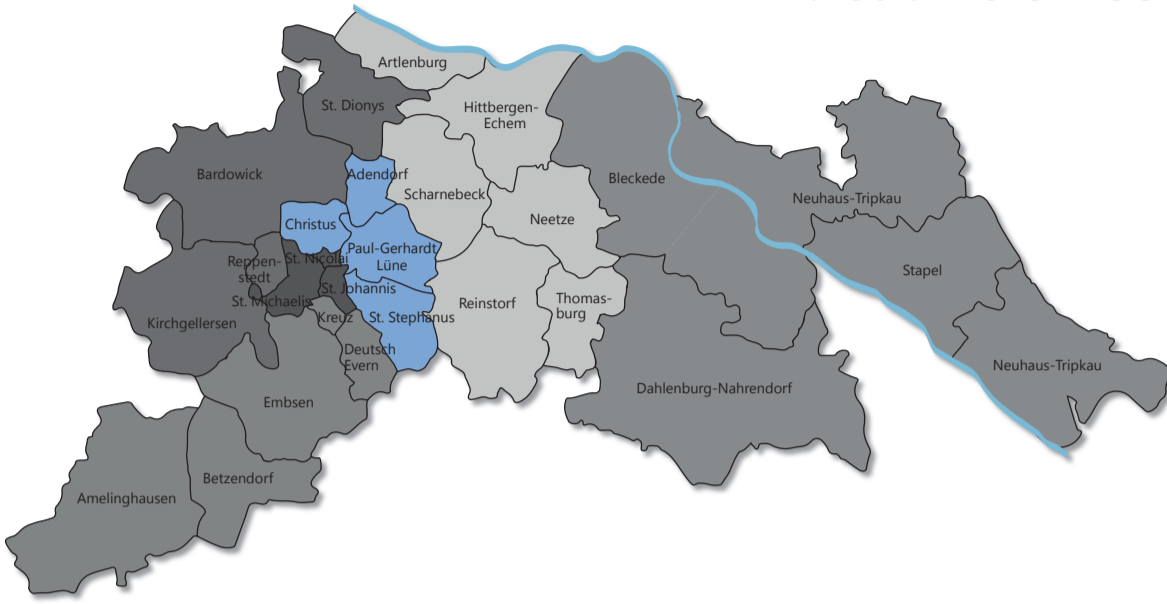 Artlenburg
St. Dionys
Hittbergen-
Echem
Bardowick
Adendorf
Scharnebeck
Bleckede
Neuhaus-Tripkau
Christus
Neetze
Paul-Gerhardt
Lüne
St. Nicolai
Reppen-
stedt
Stapel
St. Johannis
St. Michaelis
Reinstorf
Thomas-
burg
Kirchgellersen
Kreuz
St. Stephanus
Deutsch
Evern
Neuhaus-Tripkau
Dahlenburg-Nahrendorf
Embsen
Betzendorf
Amelinghausen